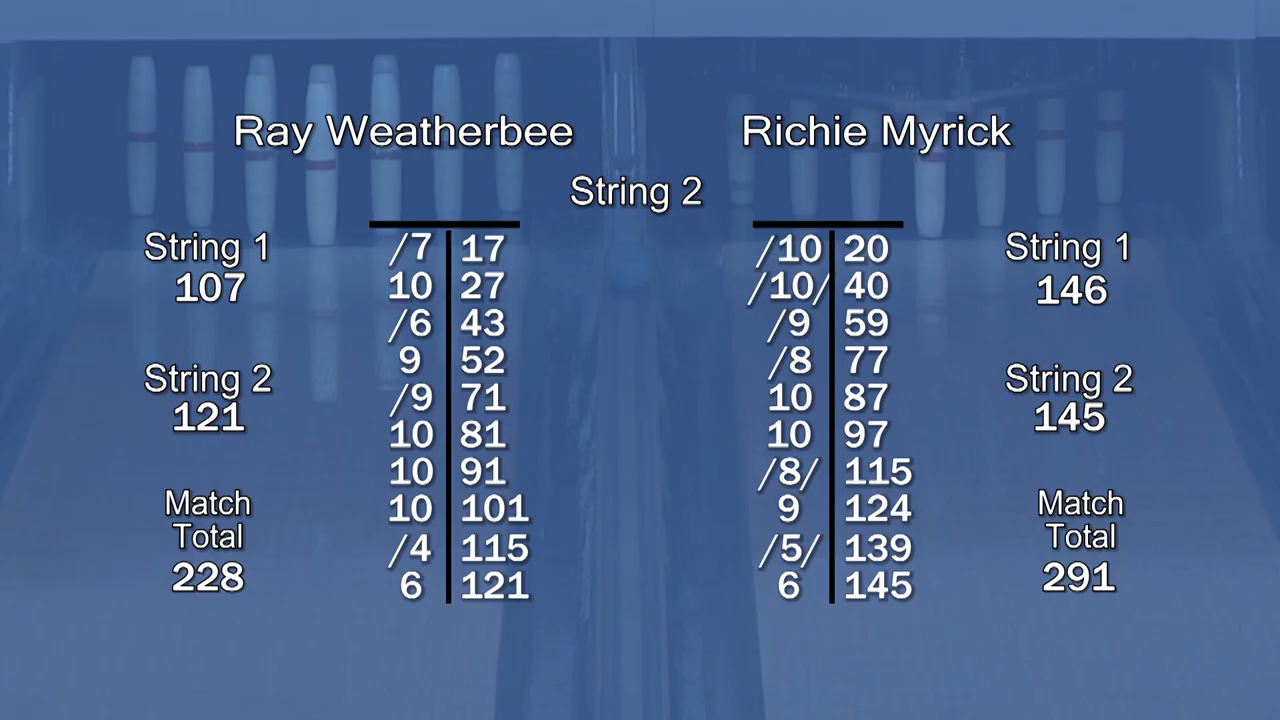 Ray Weatherbee
Richie Myrick
String 2
String 1
107
String 2
121
Match
Total
228
/7 17
10 27
/6 43
9 52
/9 71
10 81
10 91
10 101
/4 115
6 121
/10 20
/10/ 40
/9 59
/8 77
10 87
10 97
/8/ 115
9 124
/5/ 139
6 145
String 1
146
String 2
145
Match
Total
291